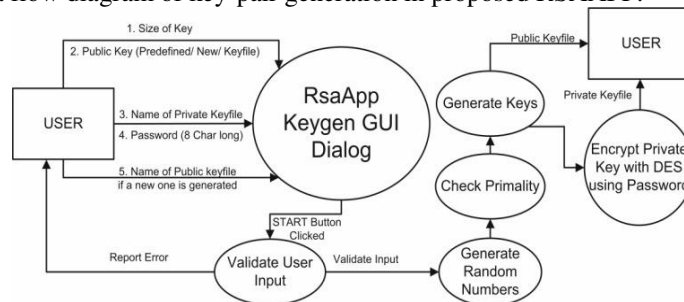 flow diagram of key-pair generation in proposed
1. Size of Key
2. Public Key (Predefined/ New/ Keyfile)
USER
3. Name of Private Keyfile
4. Password (8 Char long)
5. Name of Public keyfile
if a new one is generated
RsaApp
Keygen GUI
Dialog
START Button
Clicked
Report Error
Validate User
Input
Validate Input
Generate
Random
Numbers
Check Primality
Generate Keys
Public Keyfile
USER
Private Keyfile
Encrypt Private
Key with DES
using Password